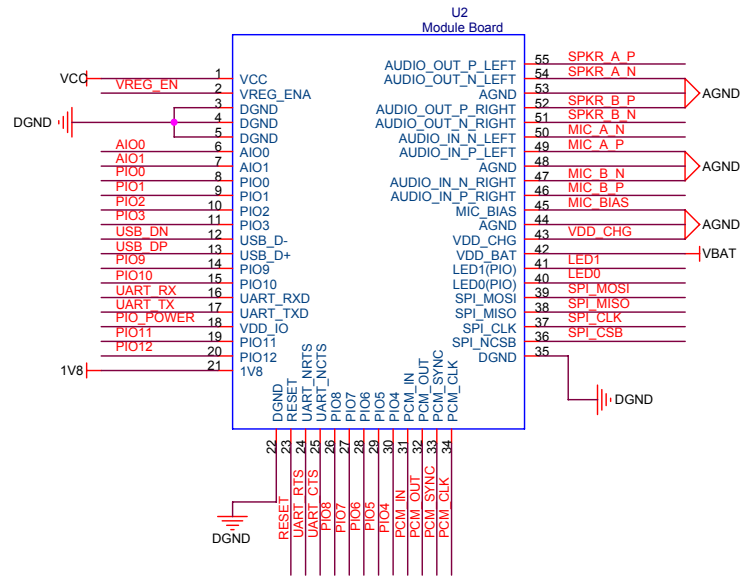 U2
Module Board
VCC
1
VCC
VREG_EN
2
VREG_ENA
3
DGND
DGND
4
DGND
5
DGND
AIO0
6
AIO0
AIO1
7
AIO1
PIO0
8
PIO0
PIO1
9
PIO1
PIO2
10
PIO2
PIO3
11
PIO3
USB_DN
12
USB_D-
USB_DP
13
USB_D+
PIO9
14
PIO9
PIO10
15
PIO10
UART_RX
16
UART_RXD
UART_TX
17
UART_TXD
PIO_POWER
18
VDD_IO
PIO11
19
PIO11
PIO12
20
PIO12
1V8
21
1V8
AUDIO_OUT_P_LEFT
55
SPKR_A_P
AUDIO_OUT_N_LEFT
54
SPKR_A_N
AGND
53
AGND
AUDIO_OUT_P_RIGHT
52
SPKR_B_P
AUDIO_OUT_N_RIGHT
51
SPKR_B_N
AUDIO_IN_N_LEFT
50
MIC_A_N
AUDIO_IN_P_LEFT
49
MIC_A_P
AGND
48
AGND
AUDIO_IN_N_RIGHT
47
MIC_B_N
AUDIO_IN_P_RIGHT
46
MIC_B_P
MIC_BIAS
45
MIC_BIAS
AGND
44
AGND
VDD_CHG
43
VDD_CHG
VDD_BAT
42
VBAT
LED1(PIO)
41
LED1
LED0(PIO)
40
LED0
SPI_MOSI
39
SPI_MOSI
SPI_MISO
38
SPI_MISO
SPI_CLK
37
SPI_CLK
SPI_NCSB
36
SPI_CSB
DGND
35
DGND
DGND
22
DGND
RESET
23
RESET
UART_NRTS
24
UART_RTS
UART_NCTS
25
UART_CTS
PIO8
26
PIO8
PIO7
27
PIO7
PIO6
28
PIO6
PIO5
29
PIO5
PIO4
30
PIO4
PCM_IN
31
PCM_IN
PCM_OUT
32
PCM_OUT
PCM_SYNC
33
PCM_SYNC
PCM_CLK
34
PCM_CLK